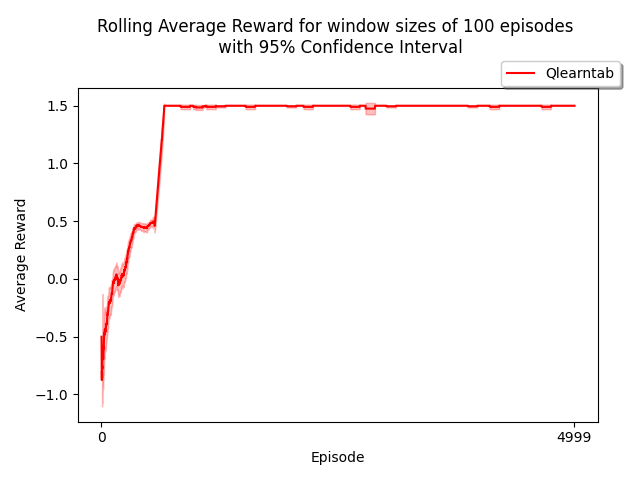 Rolling Average Reward for window sizes of 100 episodes
with 95% Confidence Interval
Qlearntab
1.5
1.0
0.5
0.0
−0.5
−1.0
Average Reward
0
4999
Episode